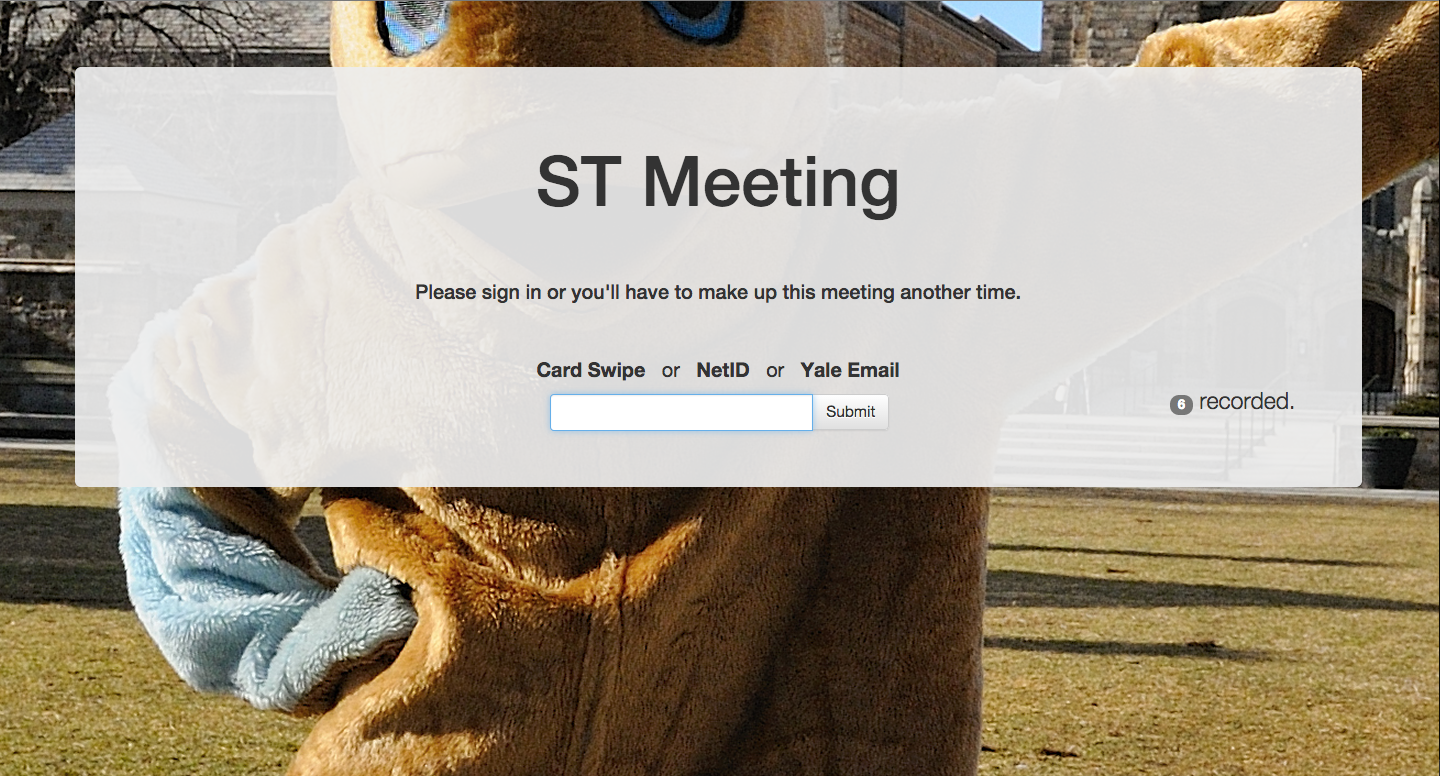 ST Meeting
Please sign in or you'll have to make up this meeting another time.
Card Swipe or NetID or Yale Email
Submit
6 recorded.